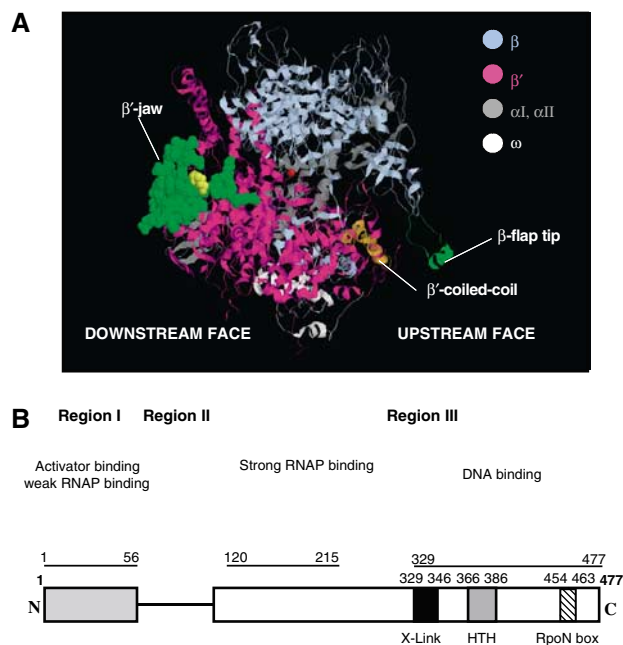 A
β
β′
αI, αII
ω
β′-jaw
β-flap tip
β′-coiled-coil
DOWNSTREAM FACE UPSTREAM FACE
B
Region I Region II Region III
Activator binding
weak RNAP binding
Strong RNAP binding
DNA binding
1 56 120 215 329 477
1 329 346 366 386 454 463 477
N C
X-Link HTH RpoN box